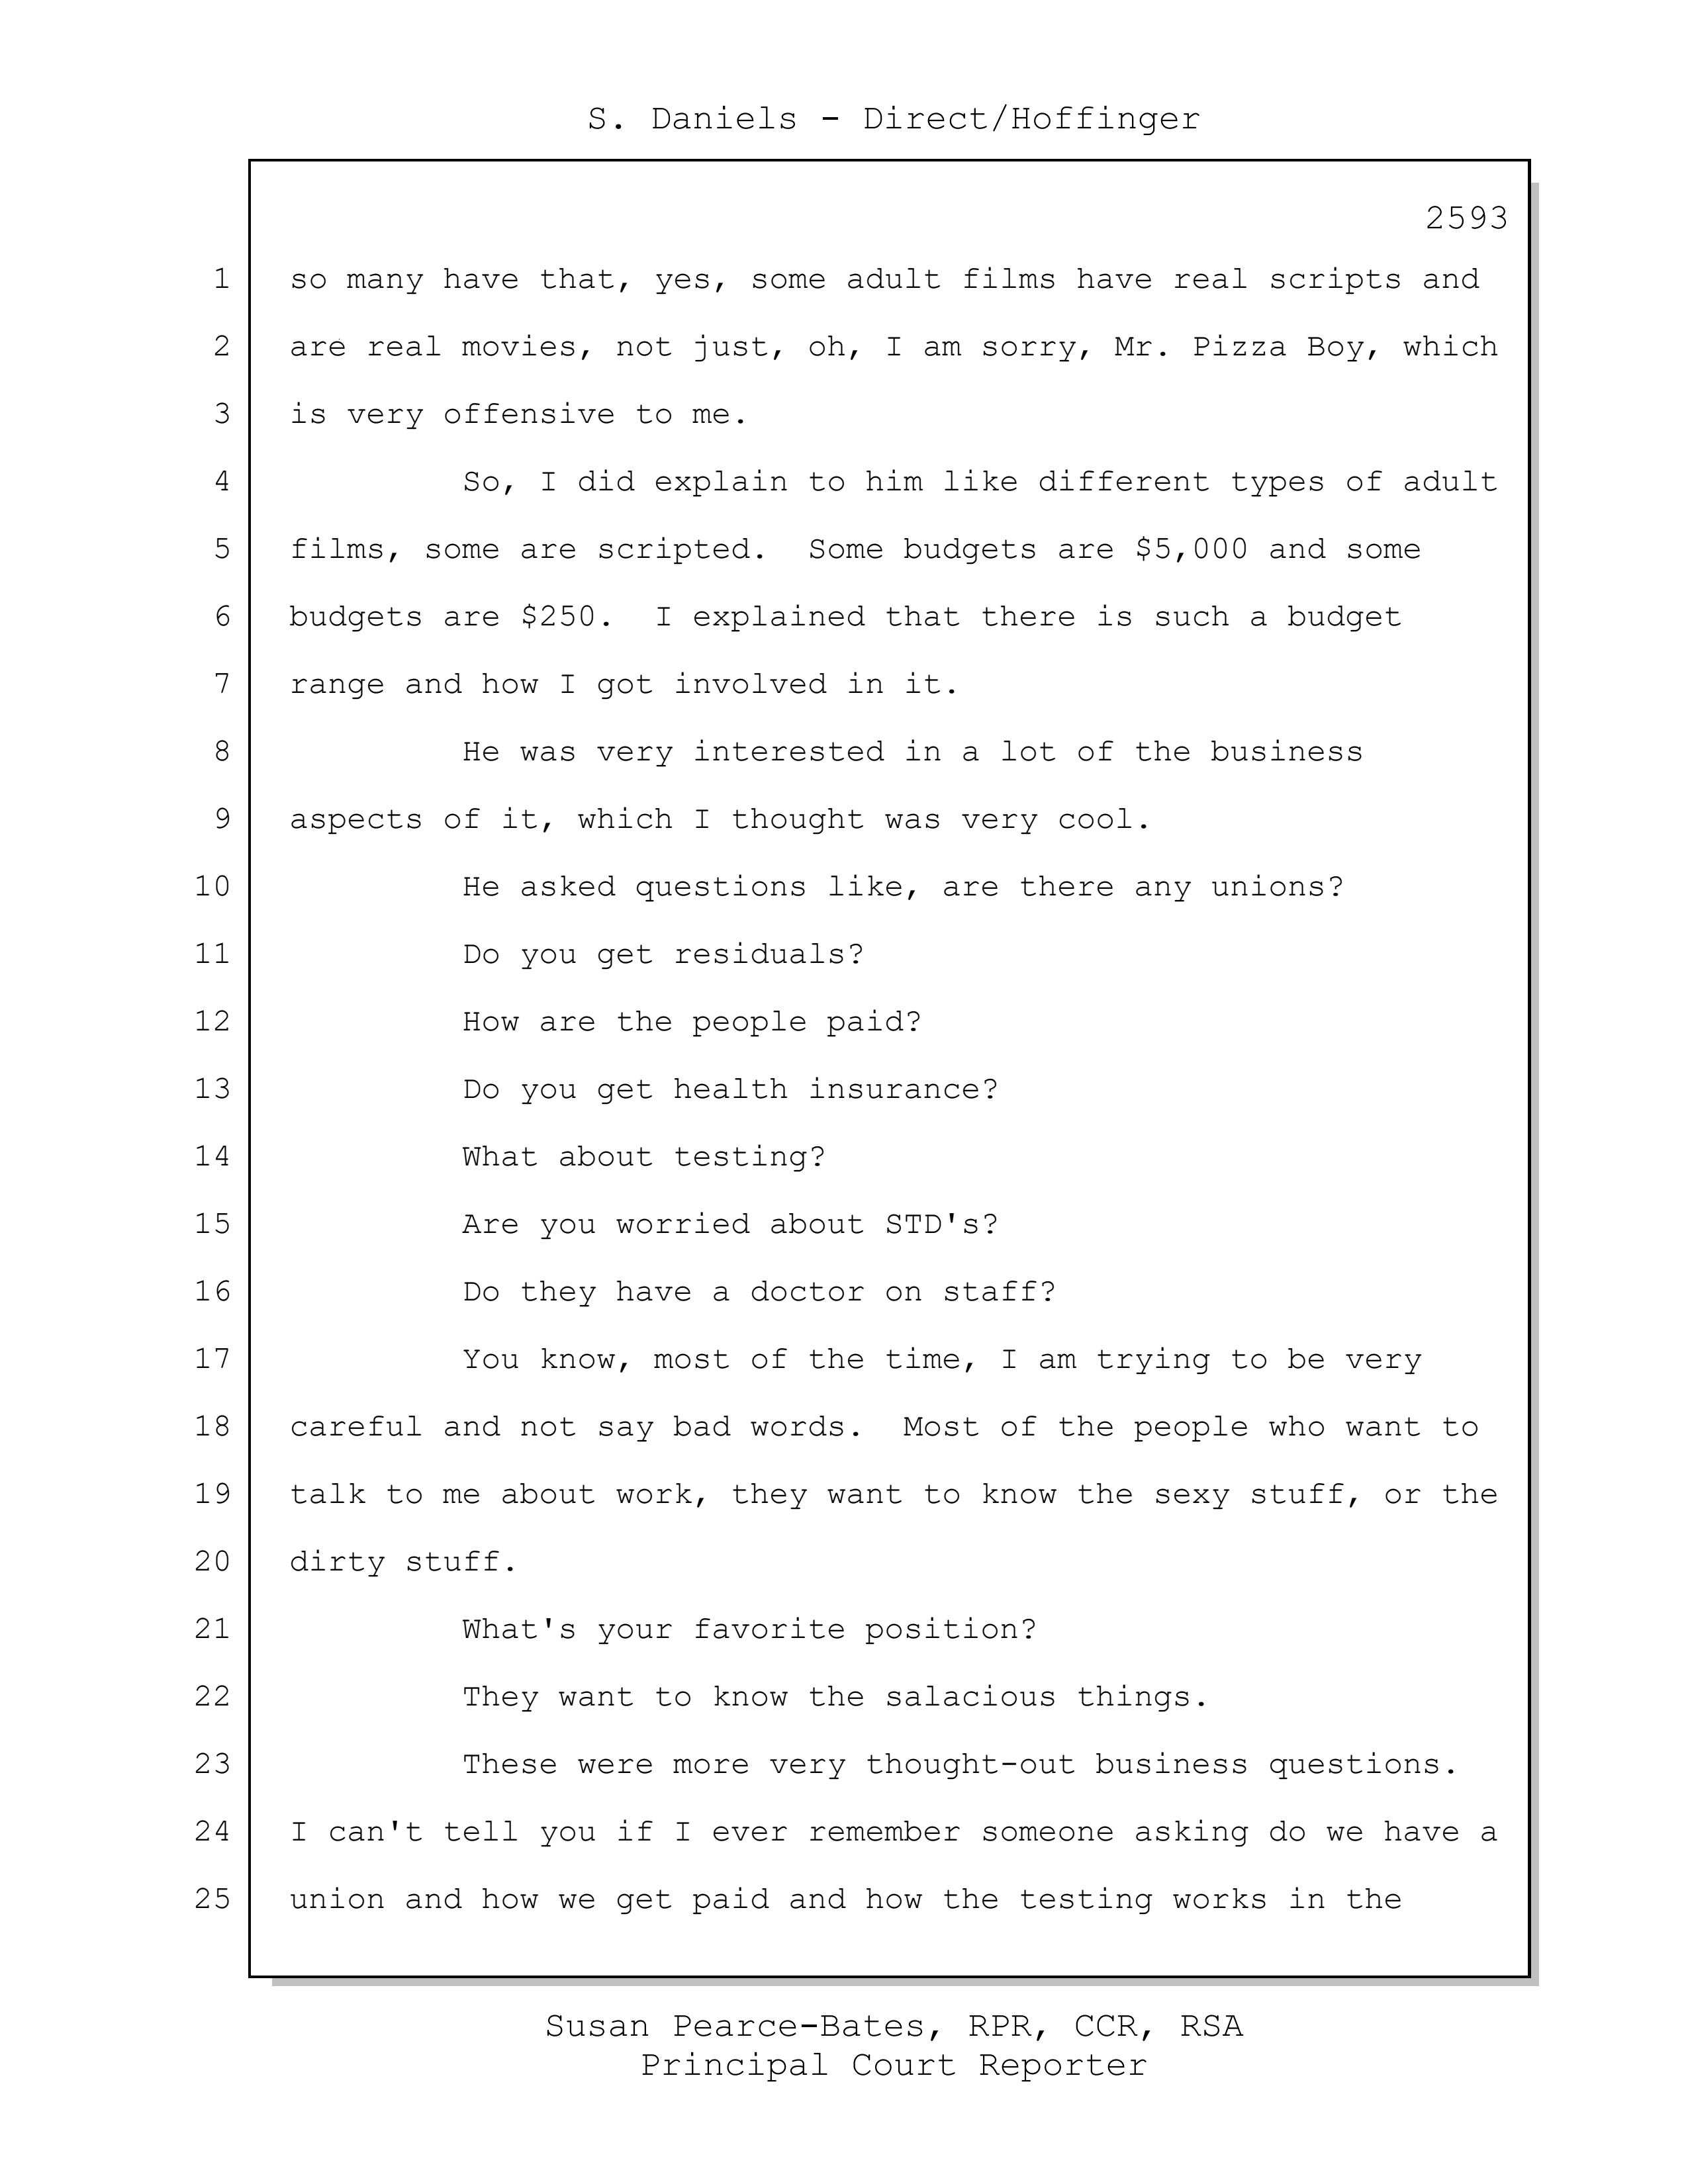 S. Daniels - Direct/Hoffinger
2593
1 so many have that, yes, some adult films have real scripts and
2 are real movies, not just, oh, I am sorry, Mr. Pizza Boy, which
3 is very offensive to me.
4 So, I did explain to him like different types of adult
5 films, some are scripted.  Some budgets are $5,000 and some
6 budgets are $250.  I explained that there is such a budget
7 range and how I got involved in it.
8 He was very interested in a lot of the business
9 aspects of it, which I thought was very cool.
10 He asked questions like, are there any unions?
11 Do you get residuals?
12 How are the people paid?
13 Do you get health insurance?
14 What about testing?
15 Are you worried about STD's?
16 Do they have a doctor on staff?
17 You know, most of the time, I am trying to be very
18 careful and not say bad words.  Most of the people who want to
19 talk to me about work, they want to know the sexy stuff, or the
20 dirty stuff.
21 What's your favorite position?
22 They want to know the salacious things.
23 These were more very thought-out business questions.
24 I can't tell you if I ever remember someone asking do we have a
25 union and how we get paid and how the testing works in the
Susan Pearce-Bates, RPR, CCR, RSA
Principal Court Reporter